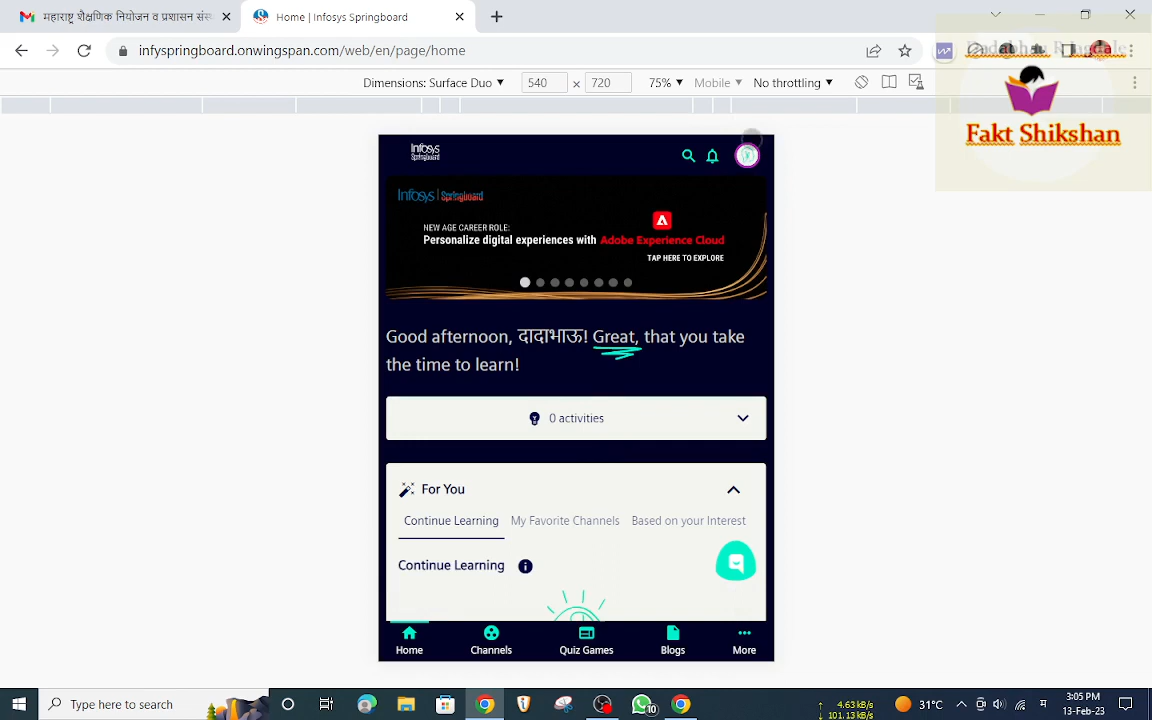 महाराष्ट्र शैक्षणिक नियोजन व प्रशासन संस
Home | Infosys Springboard
infyspringboard.onwingspan.com/web/en/page/home
Dimensions: Surface Duo ▼ 540 × 720 75% ▼ Mobile ▼ No throttling ▼
Fakt Shikshan
Infosys
Springboard
Infosys | Springboard
NEW AGE CAREER ROLE:
Personalize digital experiences with Adobe Experience Cloud
TAP HERE TO EXPLORE
Good afternoon, दादाभाऊ! Great, that you take
the time to learn!
0 activities
For You
Continue Learning My Favorite Channels Based on your Interest
Continue Learning
Home Channels Quiz Games Blogs More
Type here to search
10
31°C
4.63 kB/s
101.13 kB/s
म
3:05 PM
13-Feb-23